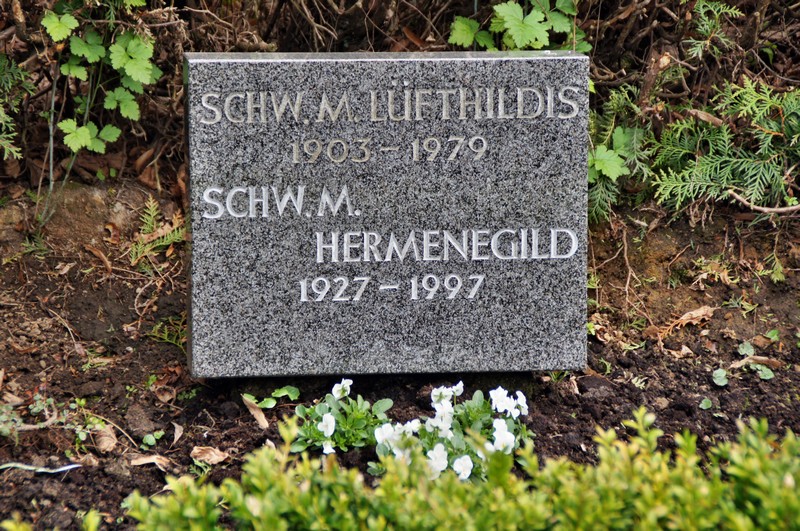 SCHW. M. LÜFTHILDIS
1903 – 1979
SCHW. M.
HERMENEGILD
1927 – 1997